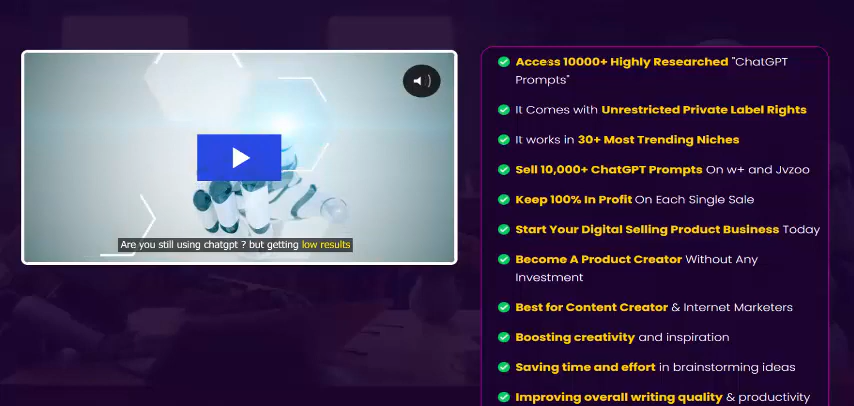 Are you still using chatgpt ? but getting low results
Access 10000+ Highly Researched "ChatGPT
Prompts"
It Comes with Unrestricted Private Label Rights
It works in 30+ Most Trending Niches
Sell 10,000+ ChatGPT Prompts On w+ and Jvzoo
Keep 100% In Profit On Each Single Sale
Start Your Digital Selling Product Business Today
Become A Product Creator Without Any
Investment
Best for Content Creator & Internet Marketers
Boosting creativity and inspiration
Saving time and effort in brainstorming ideas
Improving overall writing quality & productivity